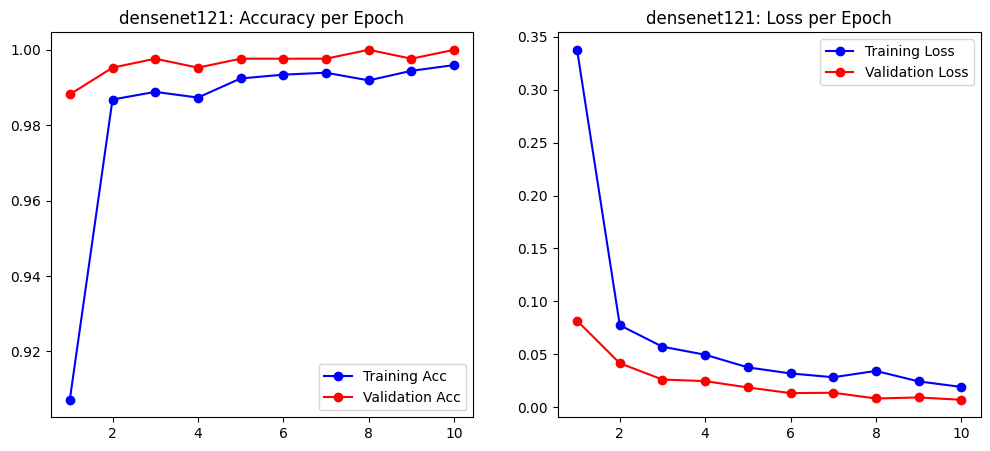 densenet121: Accuracy per Epoch
1.00
0.98
0.96
0.94
0.92
2 4 6 8 10
Training Acc
Validation Acc
densenet121: Loss per Epoch
0.35
0.30
0.25
0.20
0.15
0.10
0.05
0.00
2 4 6 8 10
Training Loss
Validation Loss